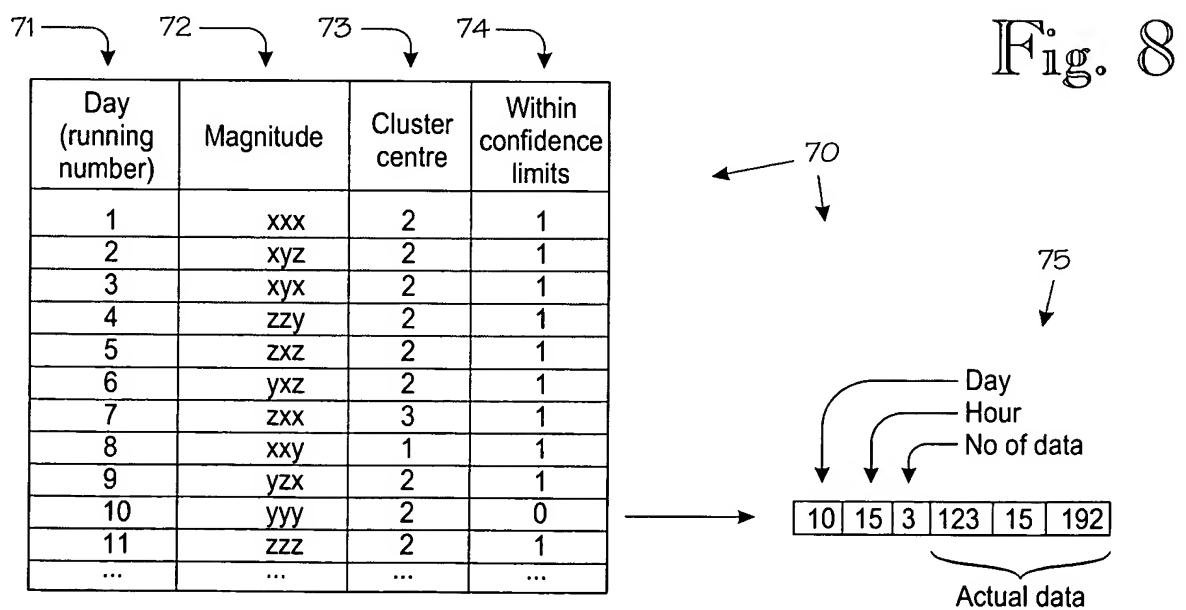 71 72 73 74
Fig. 8
Day (running number) Magnitude Cluster centre Within confidence limits
1 xxx 2 1
2 xyz 2 1
3 xyx 2 1
4 zzy 2 1
5 zxz 2 1
6 yxz 2 1
7 zxx 3 1
8 xxy 1 1
9 yzx 2 1
10 yyy 2 0
11 zzz 2 1
... ... ... ...
70
75
Day
Hour
No of data
10 15 3 123 15 192
Actual data